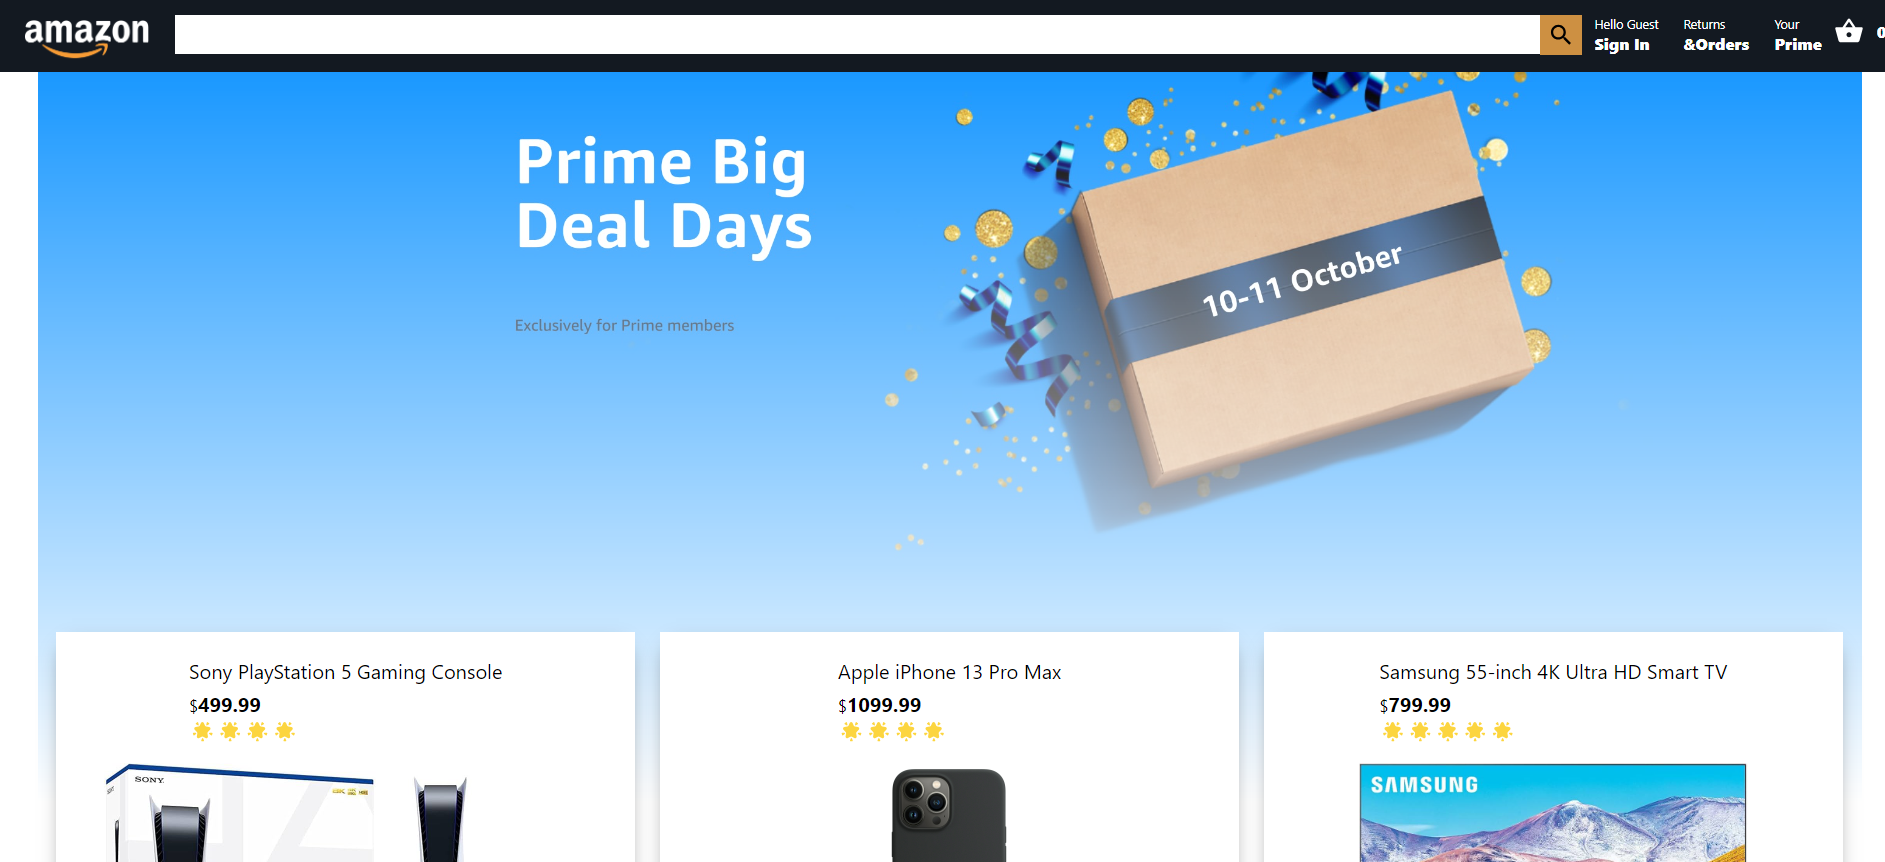 amazon
Hello Guest
Sign In
Returns
&Orders
Your
Prime
0
Prime Big
Deal Days
Exclusively for Prime members
10-11 October
Sony PlayStation 5 Gaming Console
$499.99
Apple iPhone 13 Pro Max
$1099.99
Samsung 55-inch 4K Ultra HD Smart TV
$799.99
SONY
4K
SAMSUNG